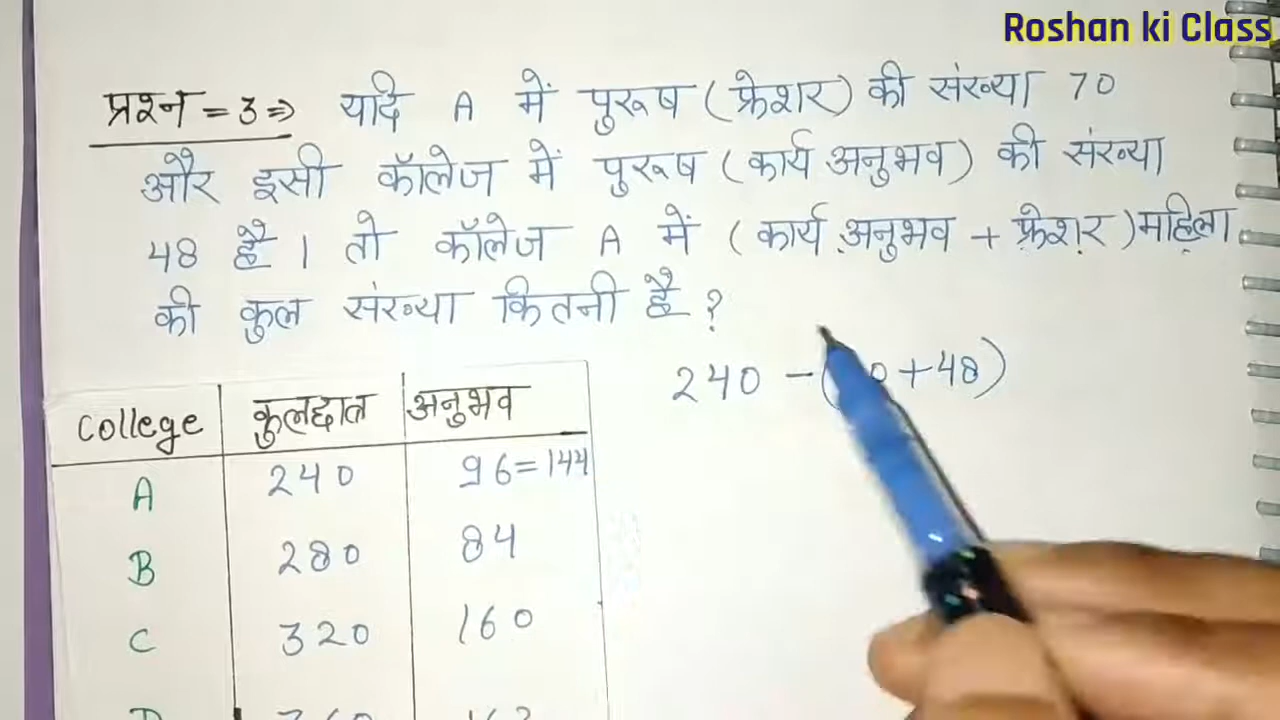 Roshan ki Class
प्रश्न = 3 => यदि A में पुरूष (फ्रेशर) की संख्या 70
और इसी कॉलेज में पुरूष (कार्य अनुभव) की संख्या
48 है । तो कॉलेज A में (कार्य अनुभव + फ्रेशर) महिला
की कुल संख्या कितनी है ?
240 - ( 0 + 48)
College कुलछात्र अनुभव
A 240 96=144
B 280 84
C 320 160